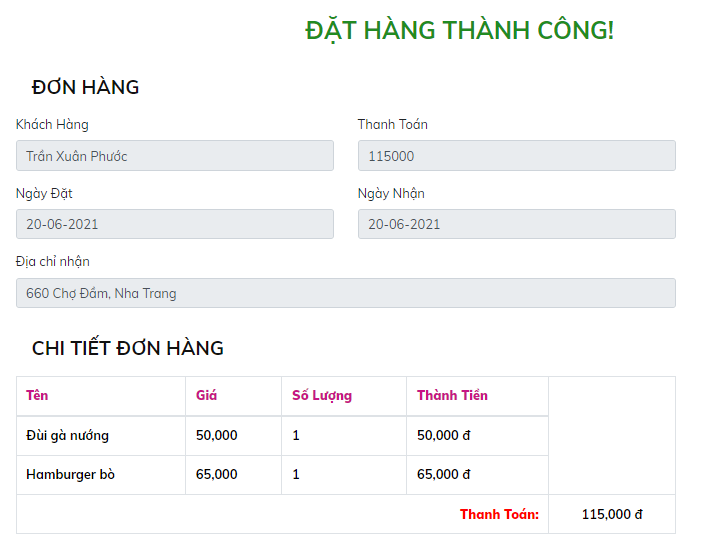 ĐẶT HÀNG THÀNH CÔNG!
ĐƠN HÀNG
Khách Hàng Thanh Toán
Trần Xuân Phước 115000
Ngày Đặt Ngày Nhận
20-06-2021 20-06-2021
Địa chỉ nhận
660 Chợ Đầm, Nha Trang
CHI TIẾT ĐƠN HÀNG
Tên Giá Số Lượng Thành Tiền
Đùi gà nướng 50,000 1 50,000 đ
Hamburger bò 65,000 1 65,000 đ
Thanh Toán: 115,000 đ